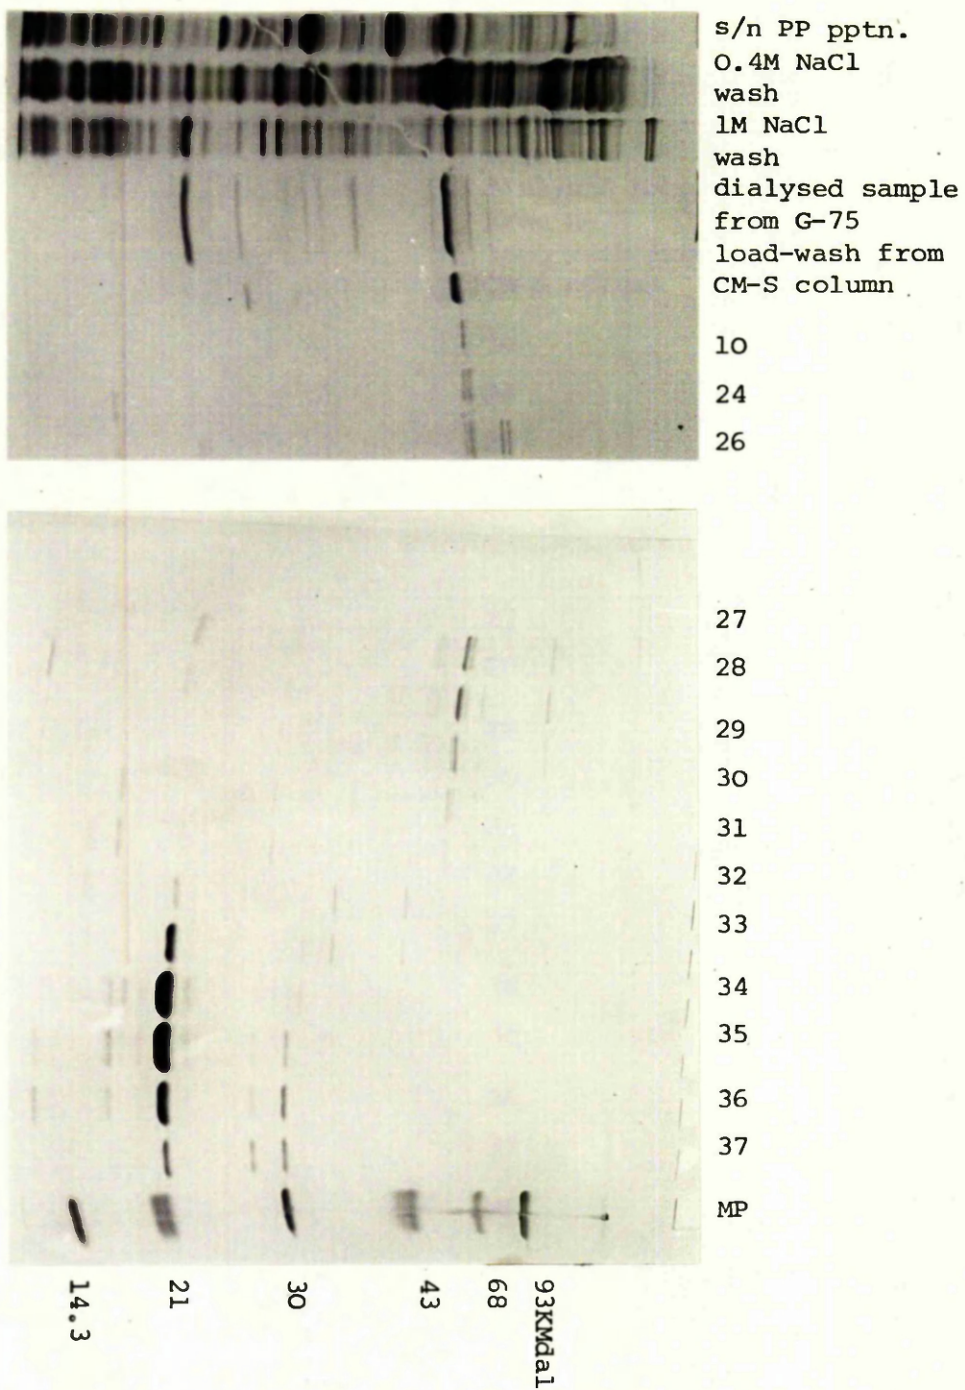 s/n PP pptn.
0.4M NaCl
wash
1M NaCl
wash
dialysed sample
from G-75
load-wash from
CM-S column
10
24
26
27
28
29
30
31
32
33
34
35
36
37
MP
14.3
21
30
43
68
93KMdal